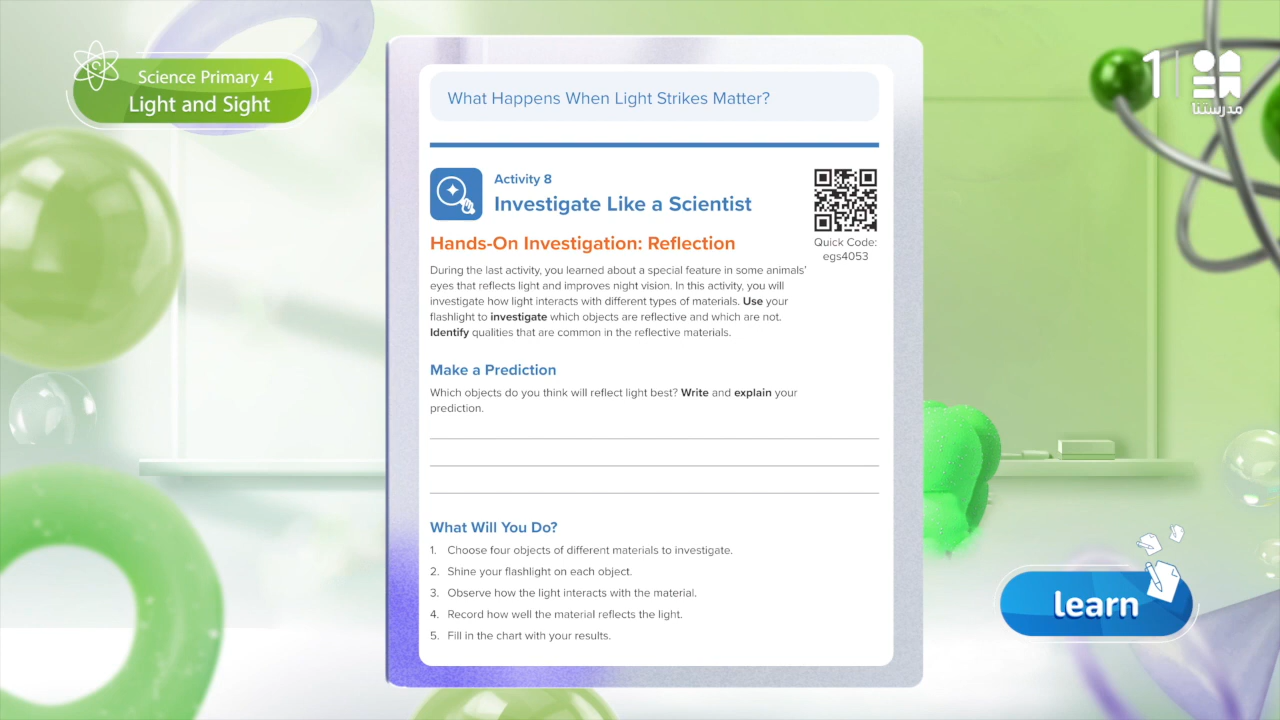 Science Primary 4
Light and Sight
1
مدرستنا
What Happens When Light Strikes Matter?
Activity 8
Investigate Like a Scientist
Quick Code:
egs4053
Hands-On Investigation: Reflection
During the last activity, you learned about a special feature in some animals’
eyes that reflects light and improves night vision. In this activity, you will
investigate how light interacts with different types of materials. Use your
flashlight to investigate which objects are reflective and which are not.
Identify qualities that are common in the reflective materials.
Make a Prediction
Which objects do you think will reflect light best? Write and explain your
prediction.
What Will You Do?
1. Choose four objects of different materials to investigate.
2. Shine your flashlight on each object.
3. Observe how the light interacts with the material.
4. Record how well the material reflects the light.
5. Fill in the chart with your results.
learn